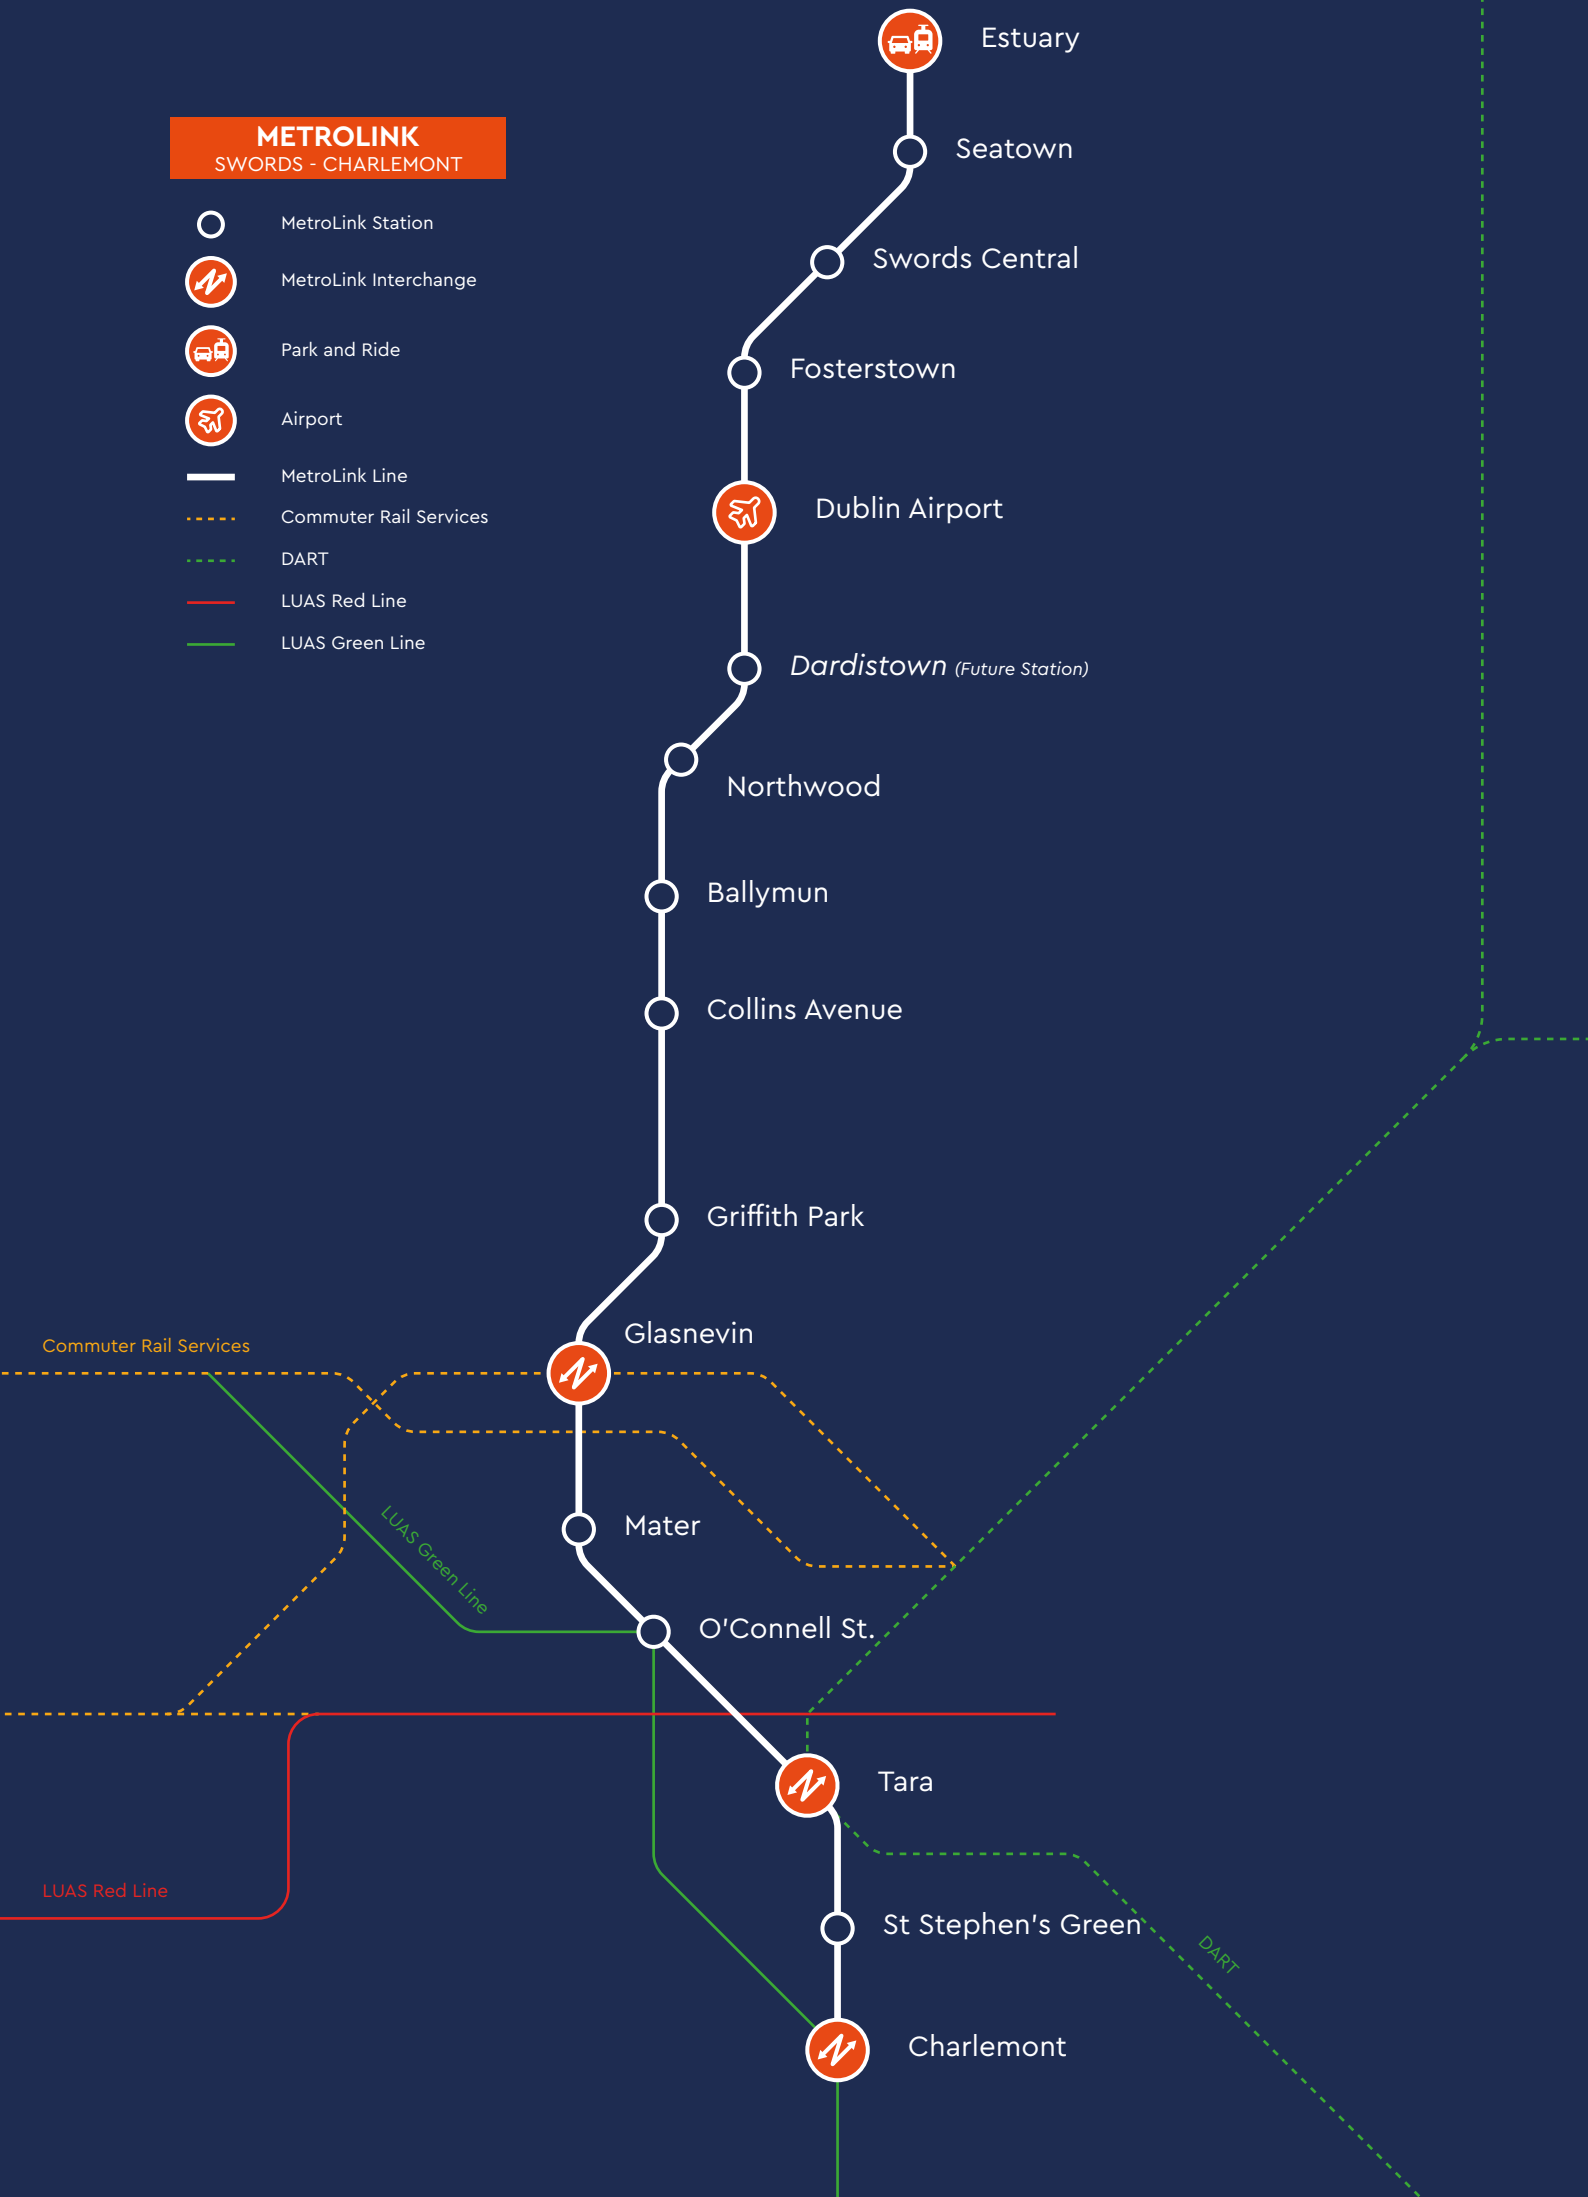 Estuary
METROLINK
SWORDS - CHARLEMONT
Seatown
MetroLink Station
Swords Central
MetroLink Interchange
Park and Ride
Fosterstown
Airport
MetroLink Line
Dublin Airport
Commuter Rail Services
DART
LUAS Red Line
LUAS Green Line
Dardistown (Future Station)
Northwood
Ballymun
Collins Avenue
Griffith Park
Glasnevin
Commuter Rail Services
Mater
LUAS Green Line
O'Connell St.
Tara
LUAS Red Line
St Stephen's Green
DART
Charlemont